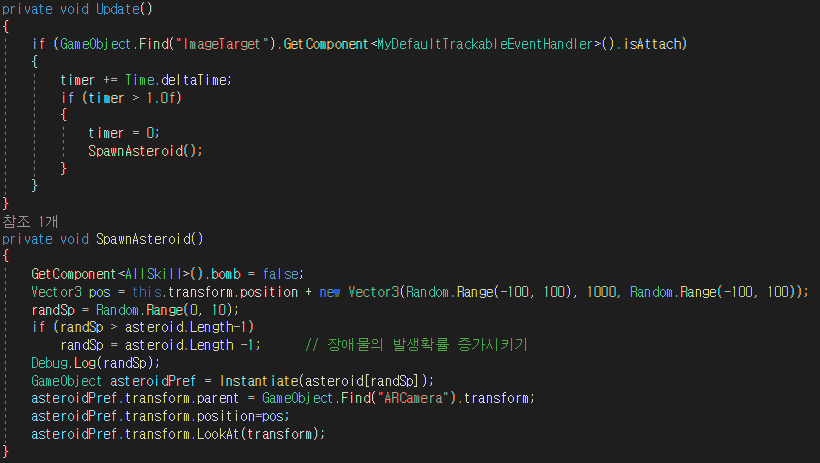 private void Update()
{
if (GameObject.Find("ImageTarget").GetComponent<MyDefaultTrackableEventHandler>().isAttach)
{
timer += Time.deltaTime;
if (timer > 1.0f)
{
timer = 0;
SpawnAsteroid();
}
}
}
참조 1개
private void SpawnAsteroid()
{
GetComponent<AllSkill>().bomb = false;
Vector3 pos = this.transform.position + new Vector3(Random.Range(-100, 100), 1000, Random.Range(-100, 100));
randSp = Random.Range(0, 10);
if (randSp > asteroid.Length-1)
randSp = asteroid.Length -1; // 장애물의 발생확률 증가시키기
Debug.Log(randSp);
GameObject asteroidPref = Instantiate(asteroid[randSp]);
asteroidPref.transform.parent = GameObject.Find("ARCamera").transform;
asteroidPref.transform.position=pos;
asteroidPref.transform.LookAt(transform);
}